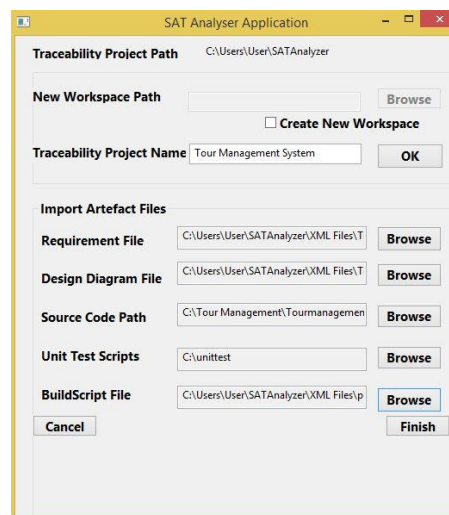 SAT Analyser Application
Traceability Project Path C:\Users\User\SATAnalyzer
New Workspace Path Browse
Create New Workspace
Traceability Project Name Tour Management System OK
Import Artefact Files
Requirement File C:\Users\User\SATAnalyzer\XML Files\T Browse
Design Diagram File C:\Users\User\SATAnalyzer\XML Files\T Browse
Source Code Path C:\Tour Management\Tourmanagemen Browse
Unit Test Scripts C:\unittest Browse
BuildScript File C:\Users\User\SATAnalyzer\XML Files\p Browse
Cancel Finish